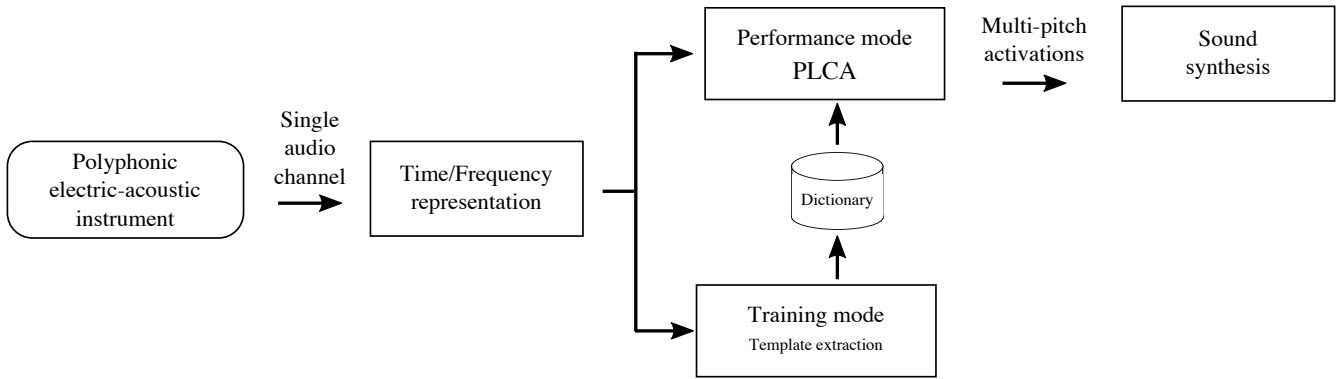 Polyphonic
electric-acoustic
instrument
Single
audio
channel
Time/Frequency
representation
Performance mode
PLCA
Multi-pitch
activations
Sound
synthesis
Dictionary
Training mode
Template extraction